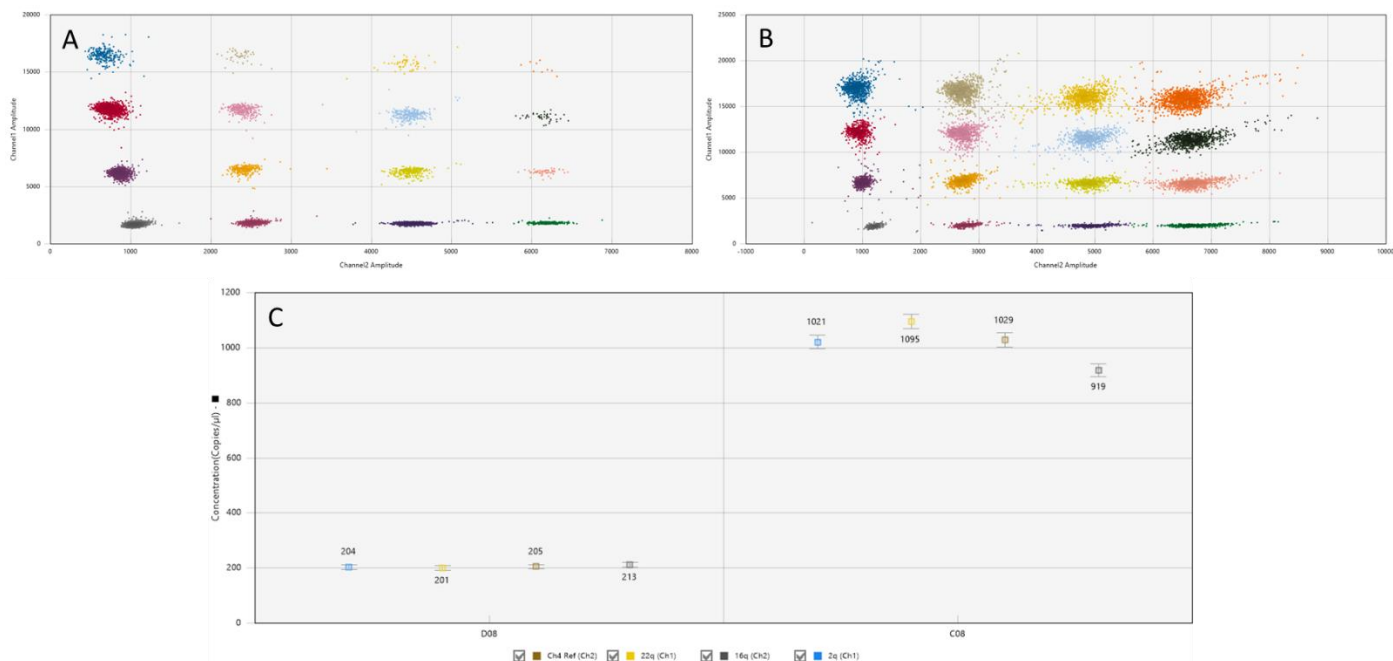 A
20000
15000
10000
5000
0
0 1000 2000 3000 4000 5000 6000 7000 8000
Channel1 Amplitude
Channel2 Amplitude
B
25000
20000
15000
10000
5000
0
-1000 0 1000 2000 3000 4000 5000 6000 7000 8000 9000 10000
Channel1 Amplitude
Channel2 Amplitude
C
1200
1000
800
600
400
200
0
Concentration(Copies/µl) -
204
201
205
213
1021
1095
1029
919
D08 C08
Ch4 Ref (Ch2) 22q (Ch1) 16q (Ch2) 2q (Ch1)